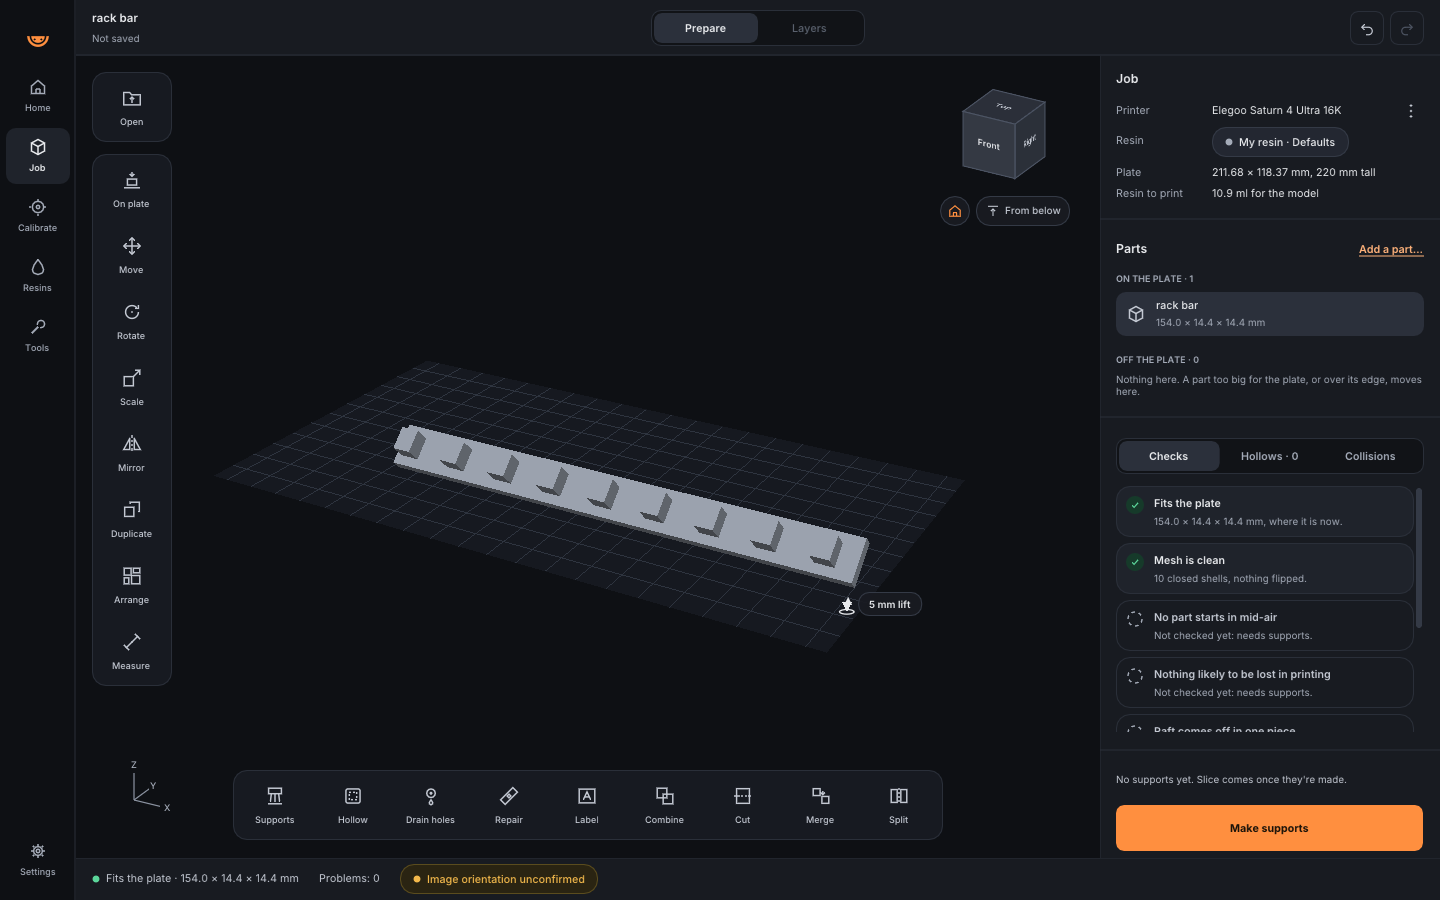 rack bar
Not saved
Prepare
Layers
Home
Job
Calibrate
Resins
Tools
Settings
Open
On plate
Move
Rotate
Scale
Mirror
Duplicate
Arrange
Measure
Top
Front
Right
From below
5 mm lift
Z
Y
X
Supports
Hollow
Drain holes
Repair
Label
Combine
Cut
Merge
Split
Job
Printer
Elegoo Saturn 4 Ultra 16K
Resin
My resin · Defaults
Plate
211.68 × 118.37 mm, 220 mm tall
Resin to print
10.9 ml for the model
Parts
Add a part...
ON THE PLATE · 1
rack bar
154.0 × 14.4 × 14.4 mm
OFF THE PLATE · 0
Nothing here. A part too big for the plate, or over its edge, moves
here.
Checks
Hollows · 0
Collisions
Fits the plate
154.0 × 14.4 × 14.4 mm, where it is now.
Mesh is clean
10 closed shells, nothing flipped.
No part starts in mid-air
Not checked yet: needs supports.
Nothing likely to be lost in printing
Not checked yet: needs supports.
Raft comes off in one piece
No supports yet. Slice comes once they're made.
Make supports
Fits the plate · 154.0 × 14.4 × 14.4 mm
Problems: 0
Image orientation unconfirmed